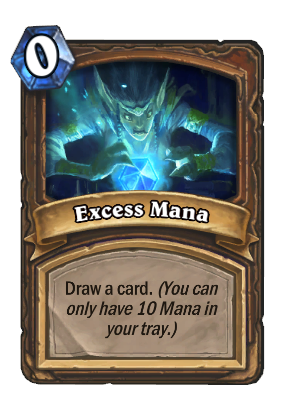 0
Excess Mana
Draw a card. (You can
only have 10 Mana in
your tray.)